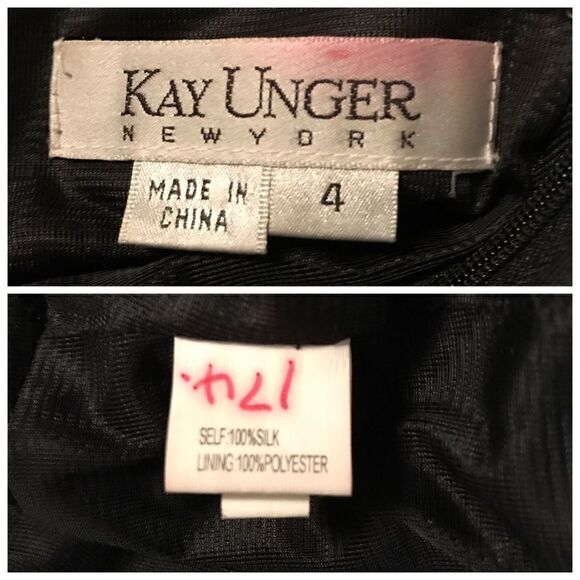 KAY UNGER
NEW YORK
MADE IN
CHINA
4
SELF:100%SILK
LINING:100%POLYESTER